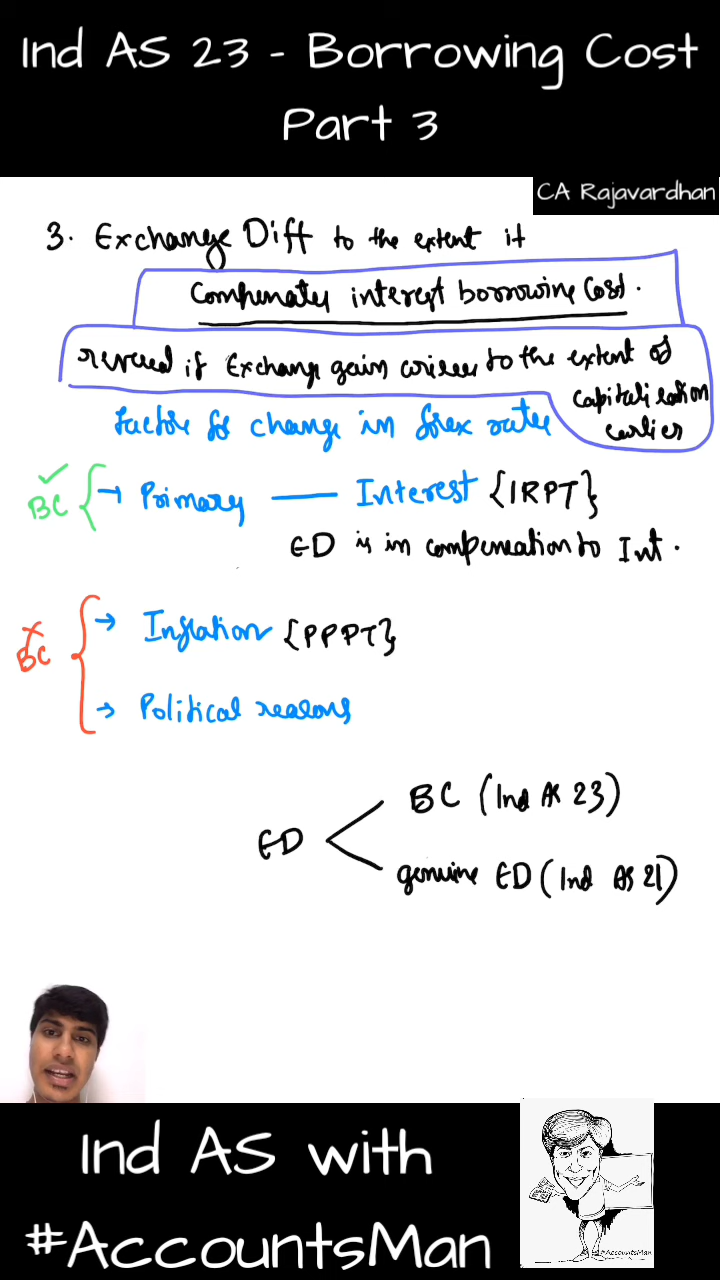 Ind AS 23 - Borrowing Cost
Part 3
CA Rajavardhan
3. Exchange Diff to the extent it
Compensates interest borrowing Cost.
reversed if Exchange gain arises to the extent of
capitalisation
earlier
factors for change in forex rates
✓
BC { → Primary — Interest {IRPT}
ED is in compensation to Int.
→ Inflation {PPPT}
×
BC
→ Political reasons
BC (Ind AS 23)
ED
genuine ED (Ind AS 21)
Ind AS with
#AccountsMan
#AccountsMan